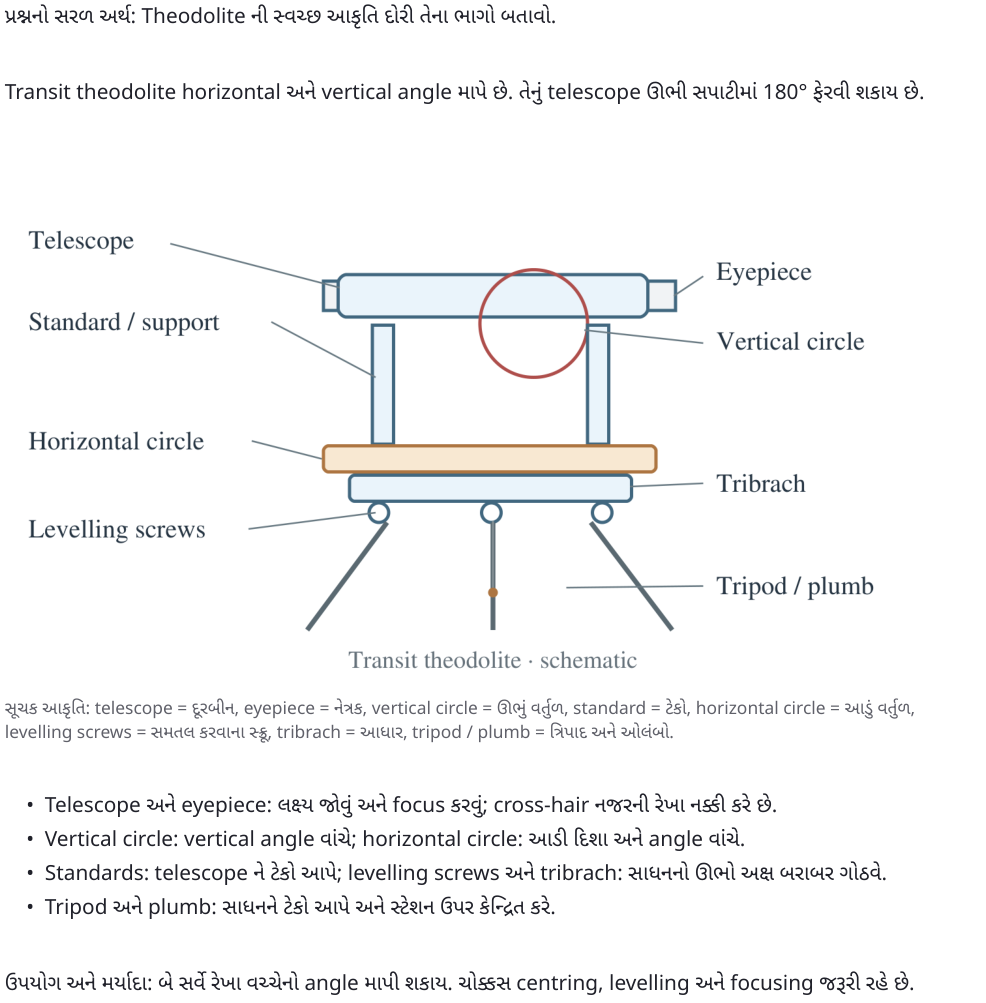 પ્રશ્નનો સરળ અર્થ: Theodolite ની સ્વચ્છ આકૃતિ દોરી તેના ભાગો બતાવો.
Transit theodolite horizontal અને vertical angle માપે છે. તેનું telescope ઊભી સપાટીમાં 180° ફેરવી શકાય છે.
Telescope
Eyepiece
Standard / support
Vertical circle
Horizontal circle
Tribrach
Levelling screws
Tripod / plumb
Transit theodolite · schematic
સૂચક આકૃતિ: telescope = દૂરબીન, eyepiece = નેત્રક, vertical circle = ઊભું વર્તુળ, standard = ટેકો, horizontal circle = આડું વર્તુળ,
levelling screws = સમતલ કરવાના સ્ક્રૂ, tribrach = આધાર, tripod / plumb = ત્રિપાદ અને ઓલંબો.
• Telescope અને eyepiece: લક્ષ્ય જોવું અને focus કરવું; cross-hair નજરની રેખા નક્કી કરે છે.
• Vertical circle: vertical angle વાંચે; horizontal circle: આડી દિશા અને angle વાંચે.
• Standards: telescope ને ટેકો આપે; levelling screws અને tribrach: સાધનનો ઊભો અક્ષ બરાબર ગોઠવે.
• Tripod અને plumb: સાધનને ટેકો આપે અને સ્ટેશન ઉપર કેન્દ્રિત કરે.
ઉપયોગ અને મર્યાદા: બે સર્વે રેખા વચ્ચેનો angle માપી શકાય. ચોક્કસ centring, levelling અને focusing જરૂરી રહે છે.